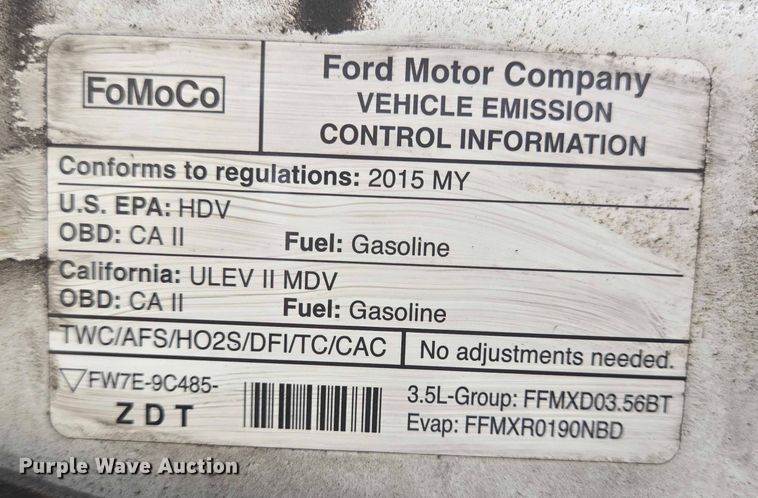 FoMoCo
Ford Motor Company
VEHICLE EMISSION
CONTROL INFORMATION
Conforms to regulations: 2015 MY
U.S. EPA: HDV
OBD: CA II Fuel: Gasoline
California: ULEV II MDV
OBD: CA II Fuel: Gasoline
TWC/AFS/HO2S/DFI/TC/CAC No adjustments needed.
▽FW7E-9C485-
ZDT
3.5L-Group: FFMXD03.56BT
Evap: FFMXR0190NBD
Purple Wave Auction